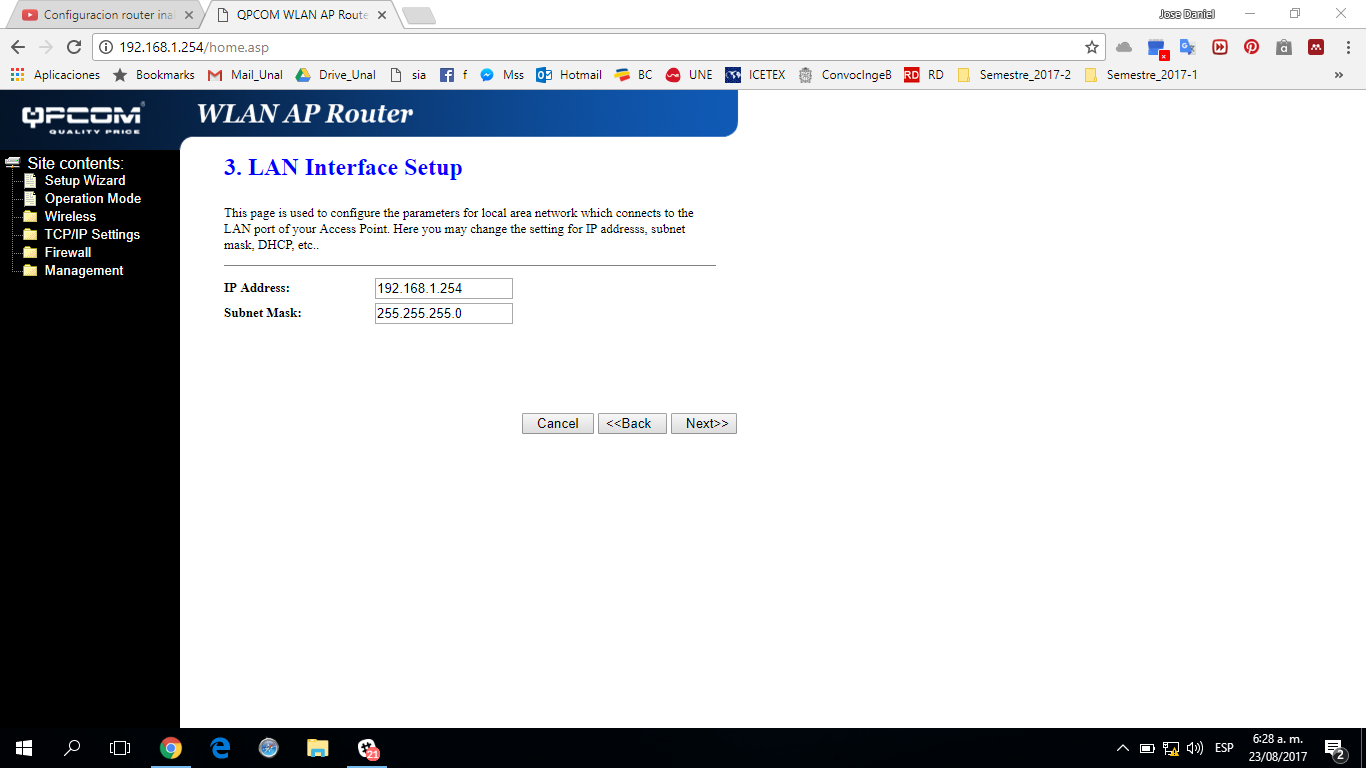 Configuracion router ina
QPCOM WLAN AP Route
Jose Daniel
192.168.1.254/home.asp
Aplicaciones
Bookmarks
Mail_Unal
Drive_Unal
sia
f
Mss
Hotmail
BC
UNE
ICETEX
ConvocIngeB
RD
RD
Semestre_2017-2
Semestre_2017-1
»
QPCOM
QUALITY PRICE
WLAN AP Router
Site contents:
Setup Wizard
Operation Mode
Wireless
TCP/IP Settings
Firewall
Management
3. LAN Interface Setup
This page is used to configure the parameters for local area network which connects to the
LAN port of your Access Point. Here you may change the setting for IP addresss, subnet
mask, DHCP, etc..
IP Address: 192.168.1.254
Subnet Mask: 255.255.255.0
Cancel <<Back Next>>
21
ESP
6:28 a. m.
23/08/2017
2